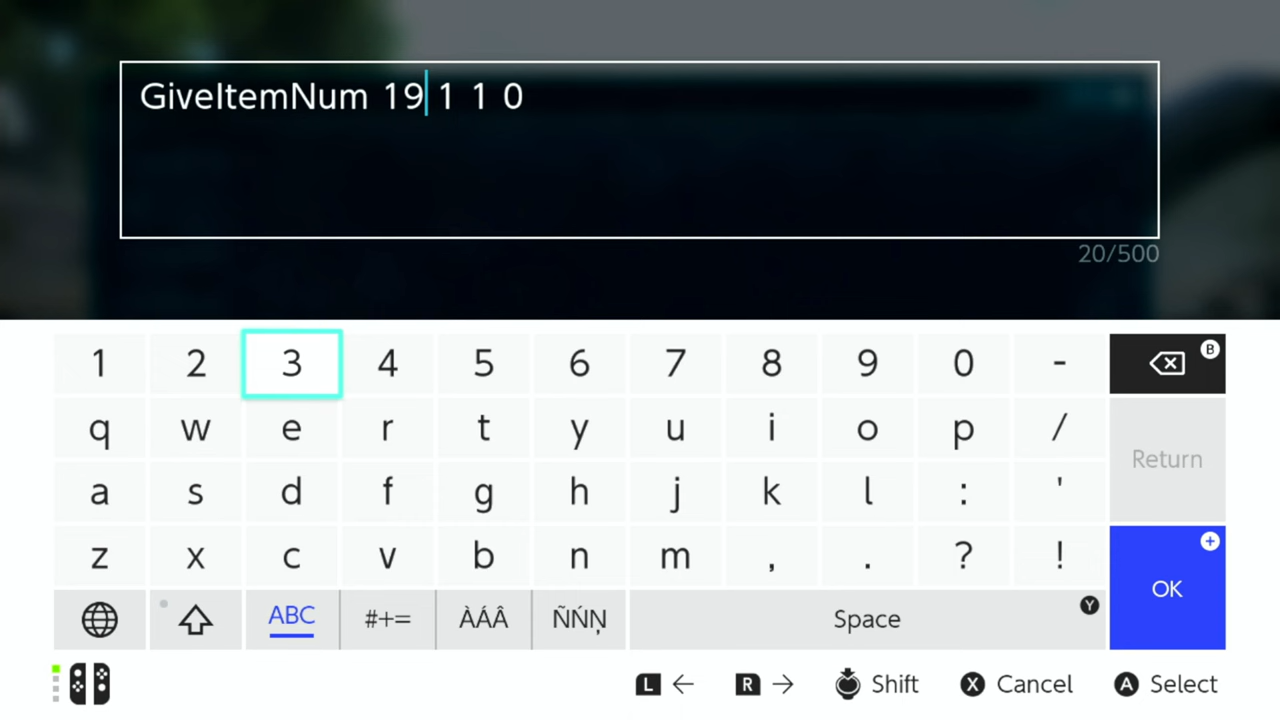 GiveItemNum 19 1 1 0
20/500
1 2 3 4 5 6 7 8 9 0 - B
q w e r t y u i o p / Return
a s d f g h j k l : '
z x c v b n m , . ? ! + OK
ABC #+= ÀÁÂ ÑŃŅ Space Y
L ← R → Shift X Cancel A Select